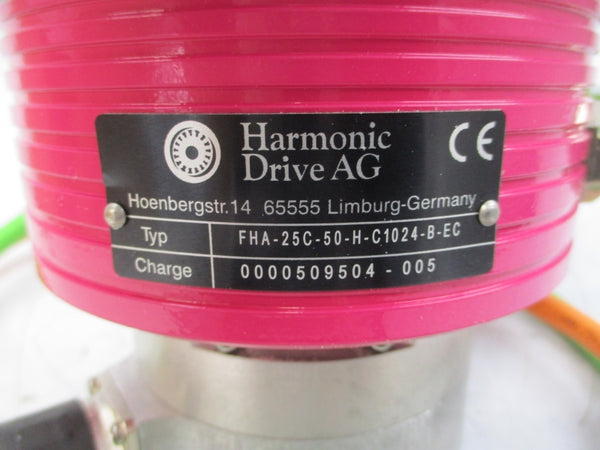 Harmonic
Drive AG
CE
Hoenbergstr.14 65555 Limburg-Germany
Typ FHA-25C-50-H-C1024-B-EC
Charge 0000509504 - 005